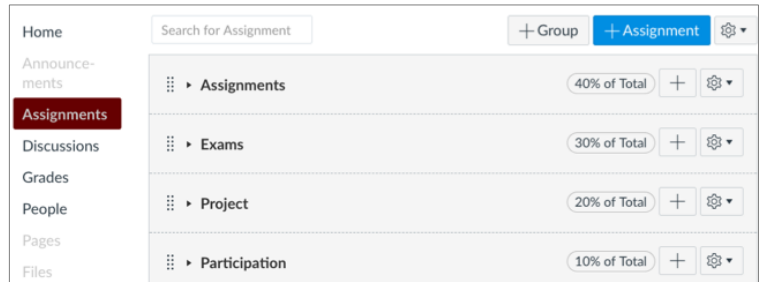 Home
Announce-
ments
Assignments
Discussions
Grades
People
Pages
Files
Search for Assignment
+ Group
+ Assignment
Assignments
40% of Total
Exams
30% of Total
Project
20% of Total
Participation
10% of Total